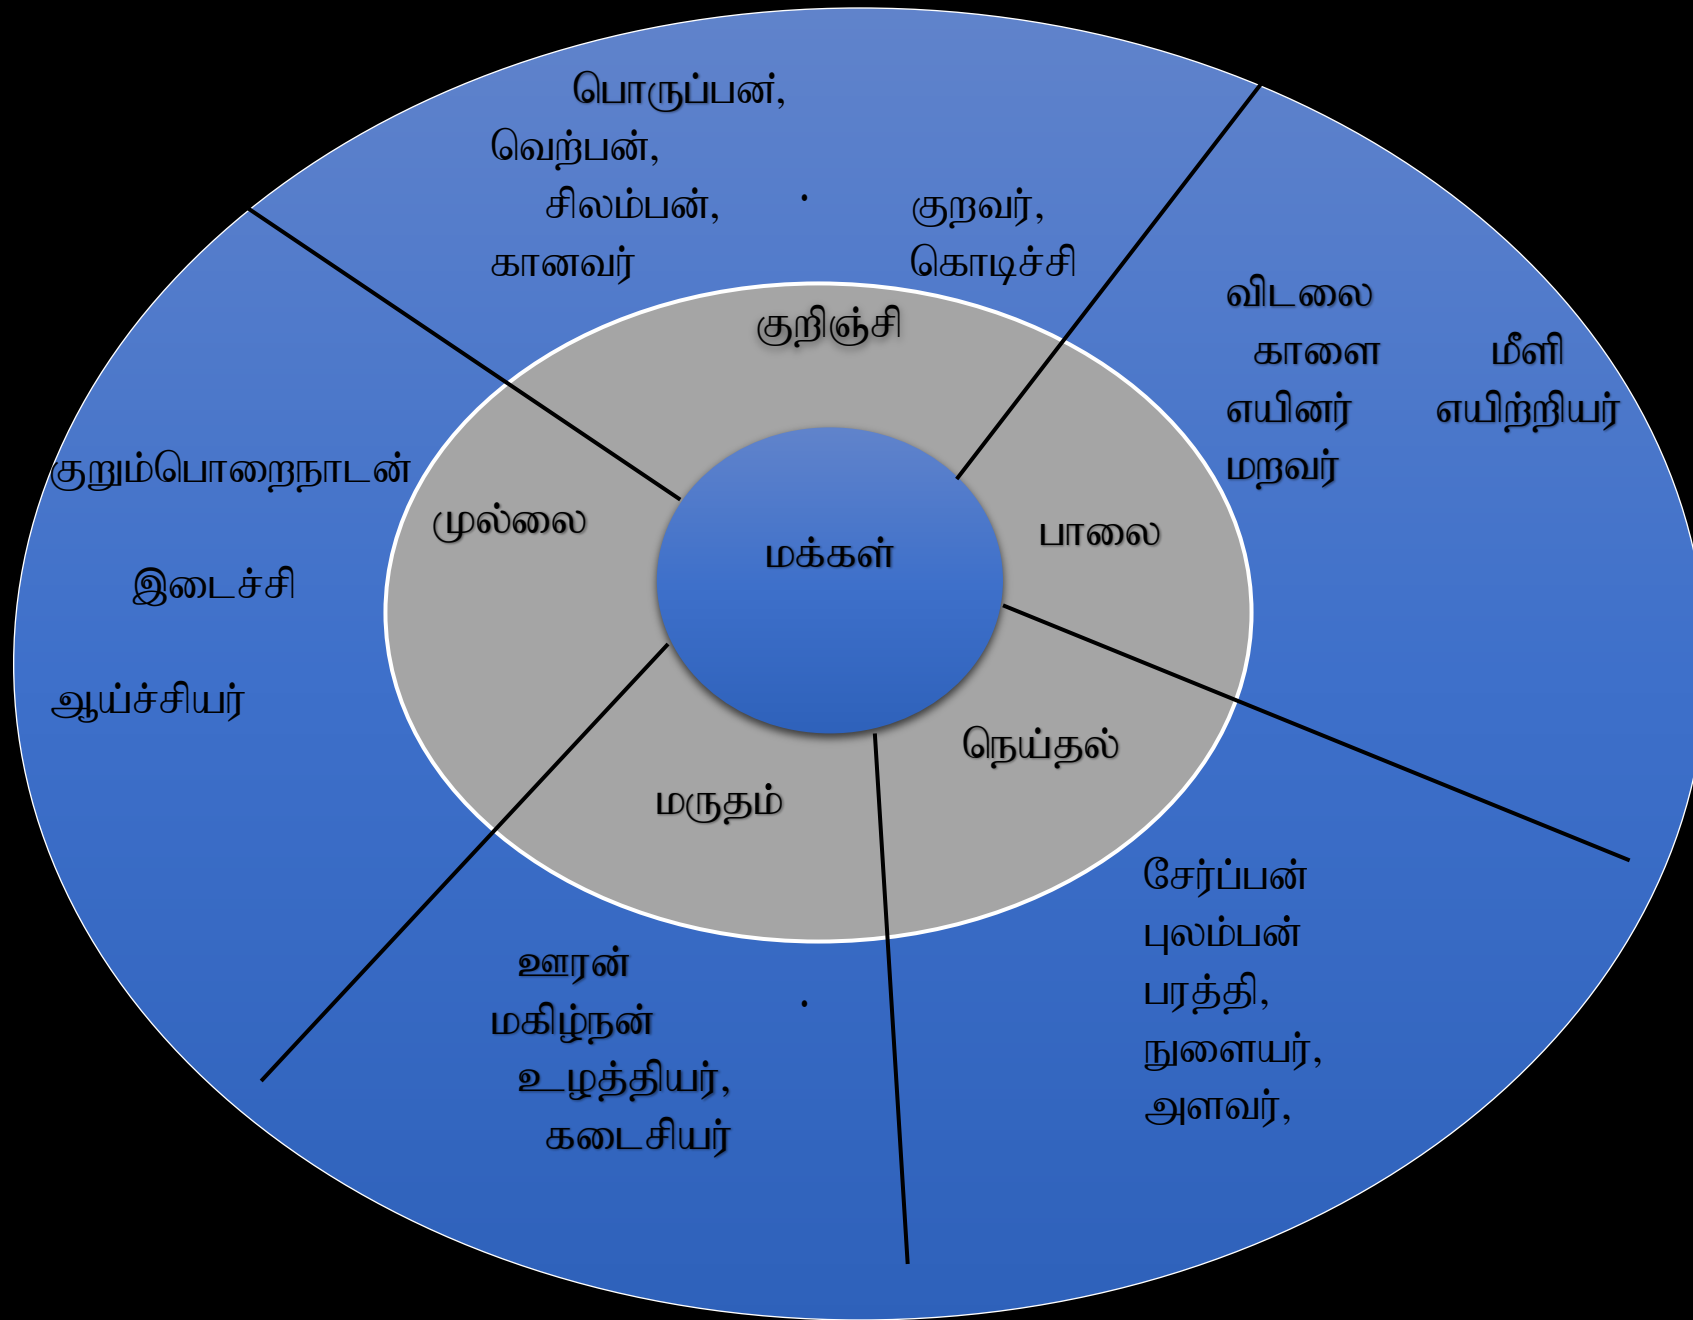 பொருப்பன்,
வெற்பன்,
சிலம்பன்,
கானவர்
குறவர்,
கொடிச்சி
குறிஞ்சி
விடலை
காளை மீளி
எயினர் எயிற்றியர்
மறவர்
பாலை
குறும்பொறைநாடன்
இடைச்சி
ஆய்ச்சியர்
முல்லை
மக்கள்
நெய்தல்
மருதம்
சேர்ப்பன்
புலம்பன்
பரத்தி,
நுளையர்,
அளவர்,
ஊரன்
மகிழ்நன்
உழத்தியர்,
கடைசியர்